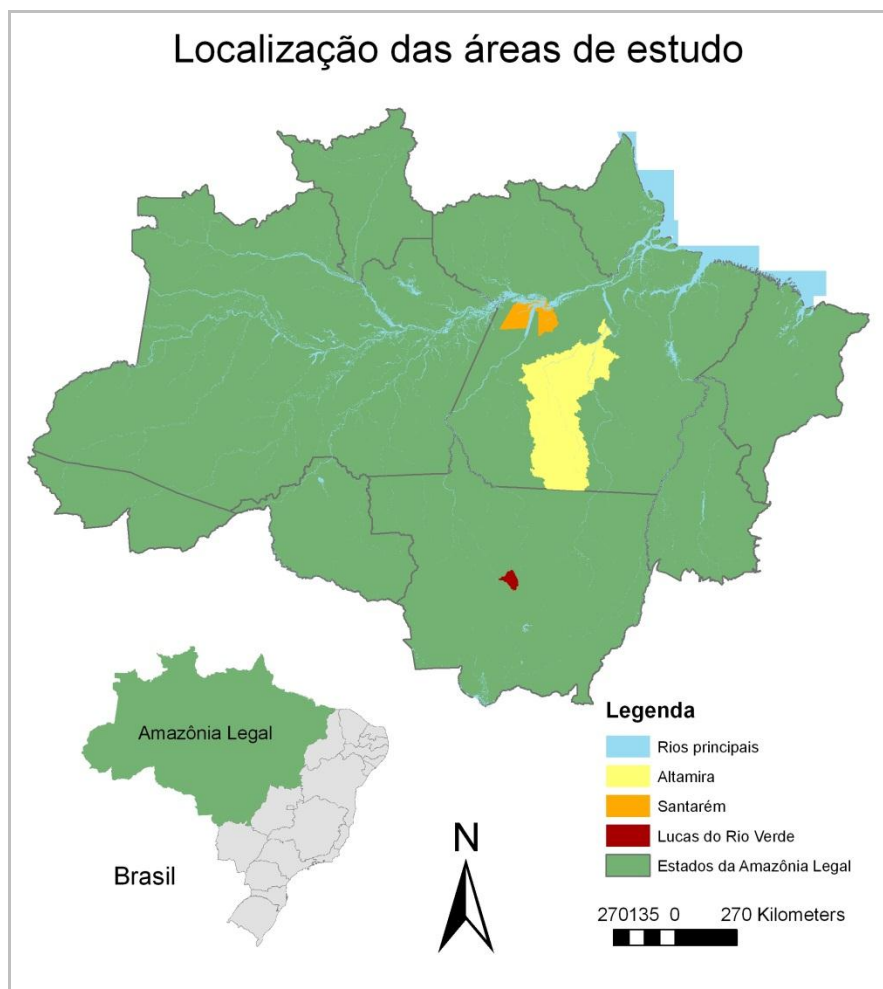 Localização das áreas de estudo
Amazônia Legal
Brasil
N
Legenda
Rios principais
Altamira
Santarém
Lucas do Rio Verde
Estados da Amazônia Legal
270135 0 270 Kilometers